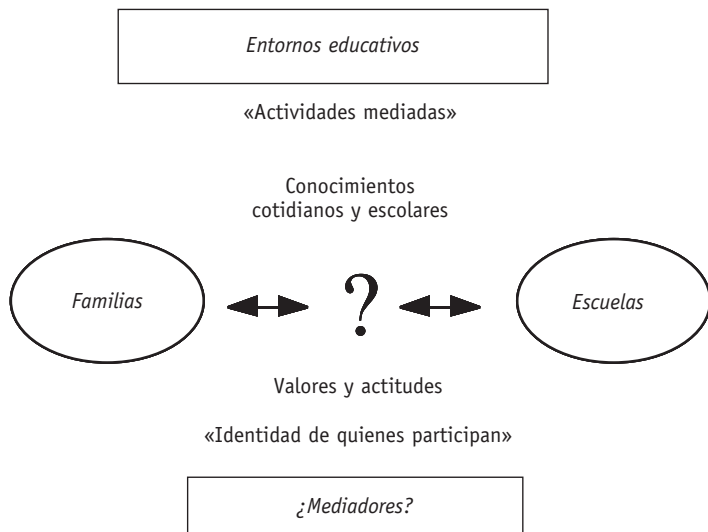 Entornos educativos
«Actividades mediadas»
Conocimientos
cotidianos y escolares
Familias
?
Escuelas
Valores y actitudes
«Identidad de quienes participan»
¿Mediadores?